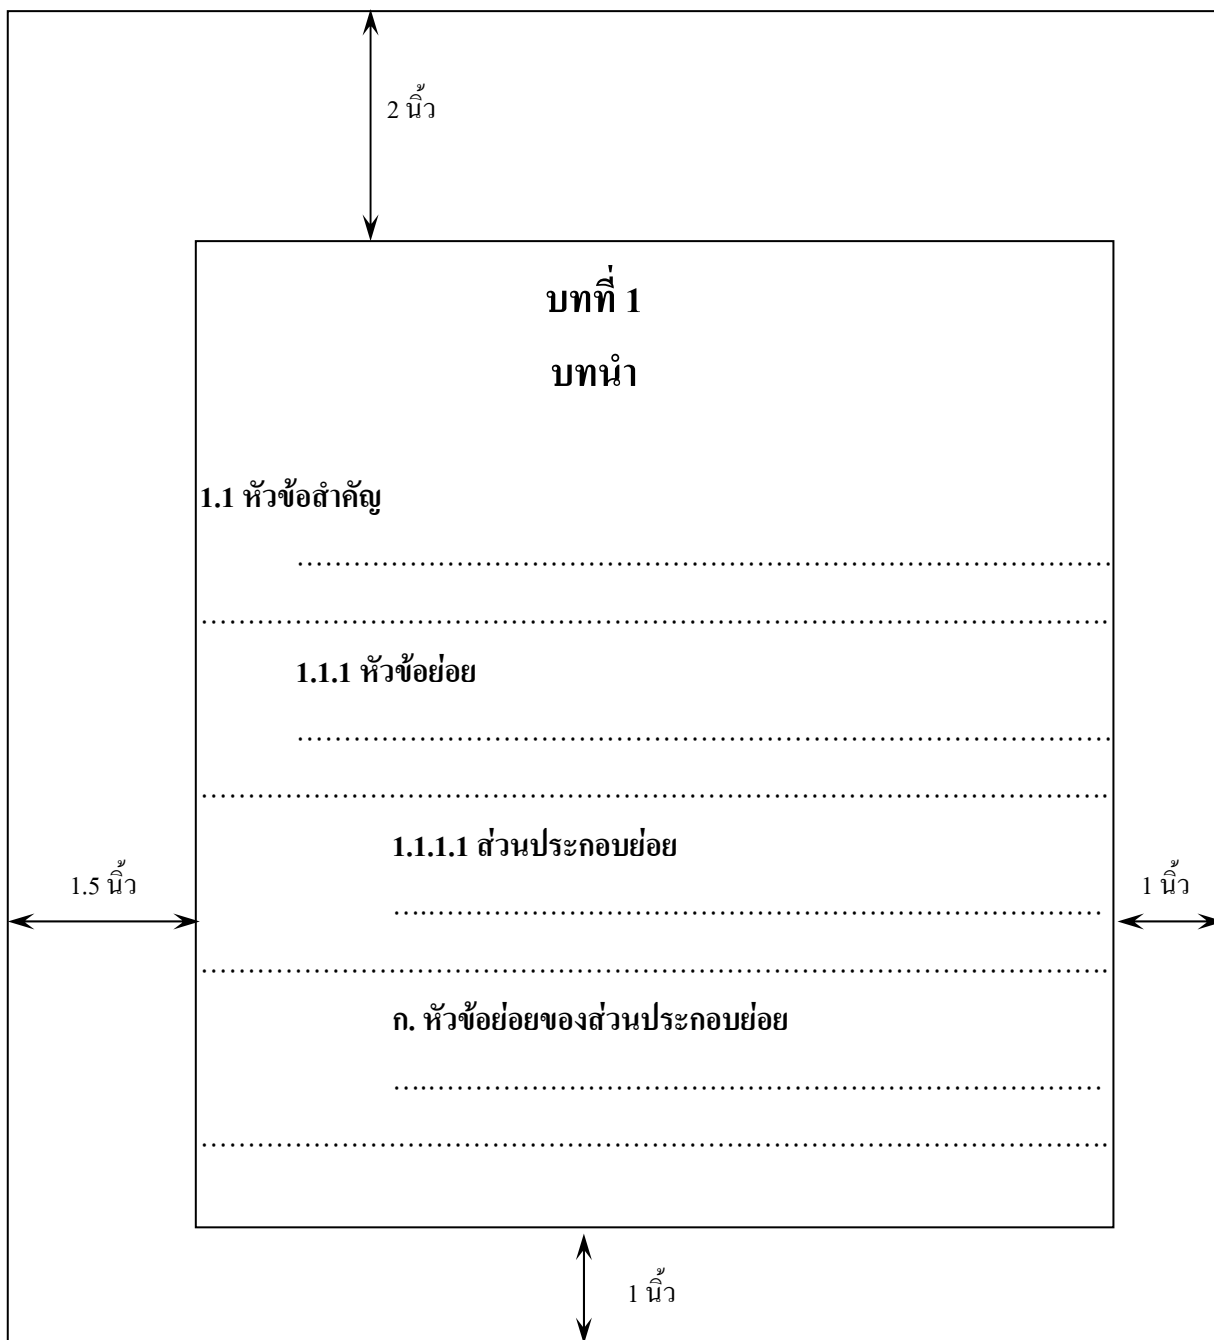 2 นิ้ว
บทที่ 1
บทนำ
1.1 หัวข้อสำคัญ
……………………………………………………………………………
……………………………………………………………………………………
1.1.1 หัวข้อย่อย
……………………………………………………………………………
……………………………………………………………………………………
1.1.1.1 ส่วนประกอบย่อย
1.5 นิ้ว
1 นิ้ว
…..………………………………………………………………
……………………………………………………………………………………
ก. หัวข้อย่อยของส่วนประกอบย่อย
…..………………………………………………………………
……………………………………………………………………………………
1 นิ้ว